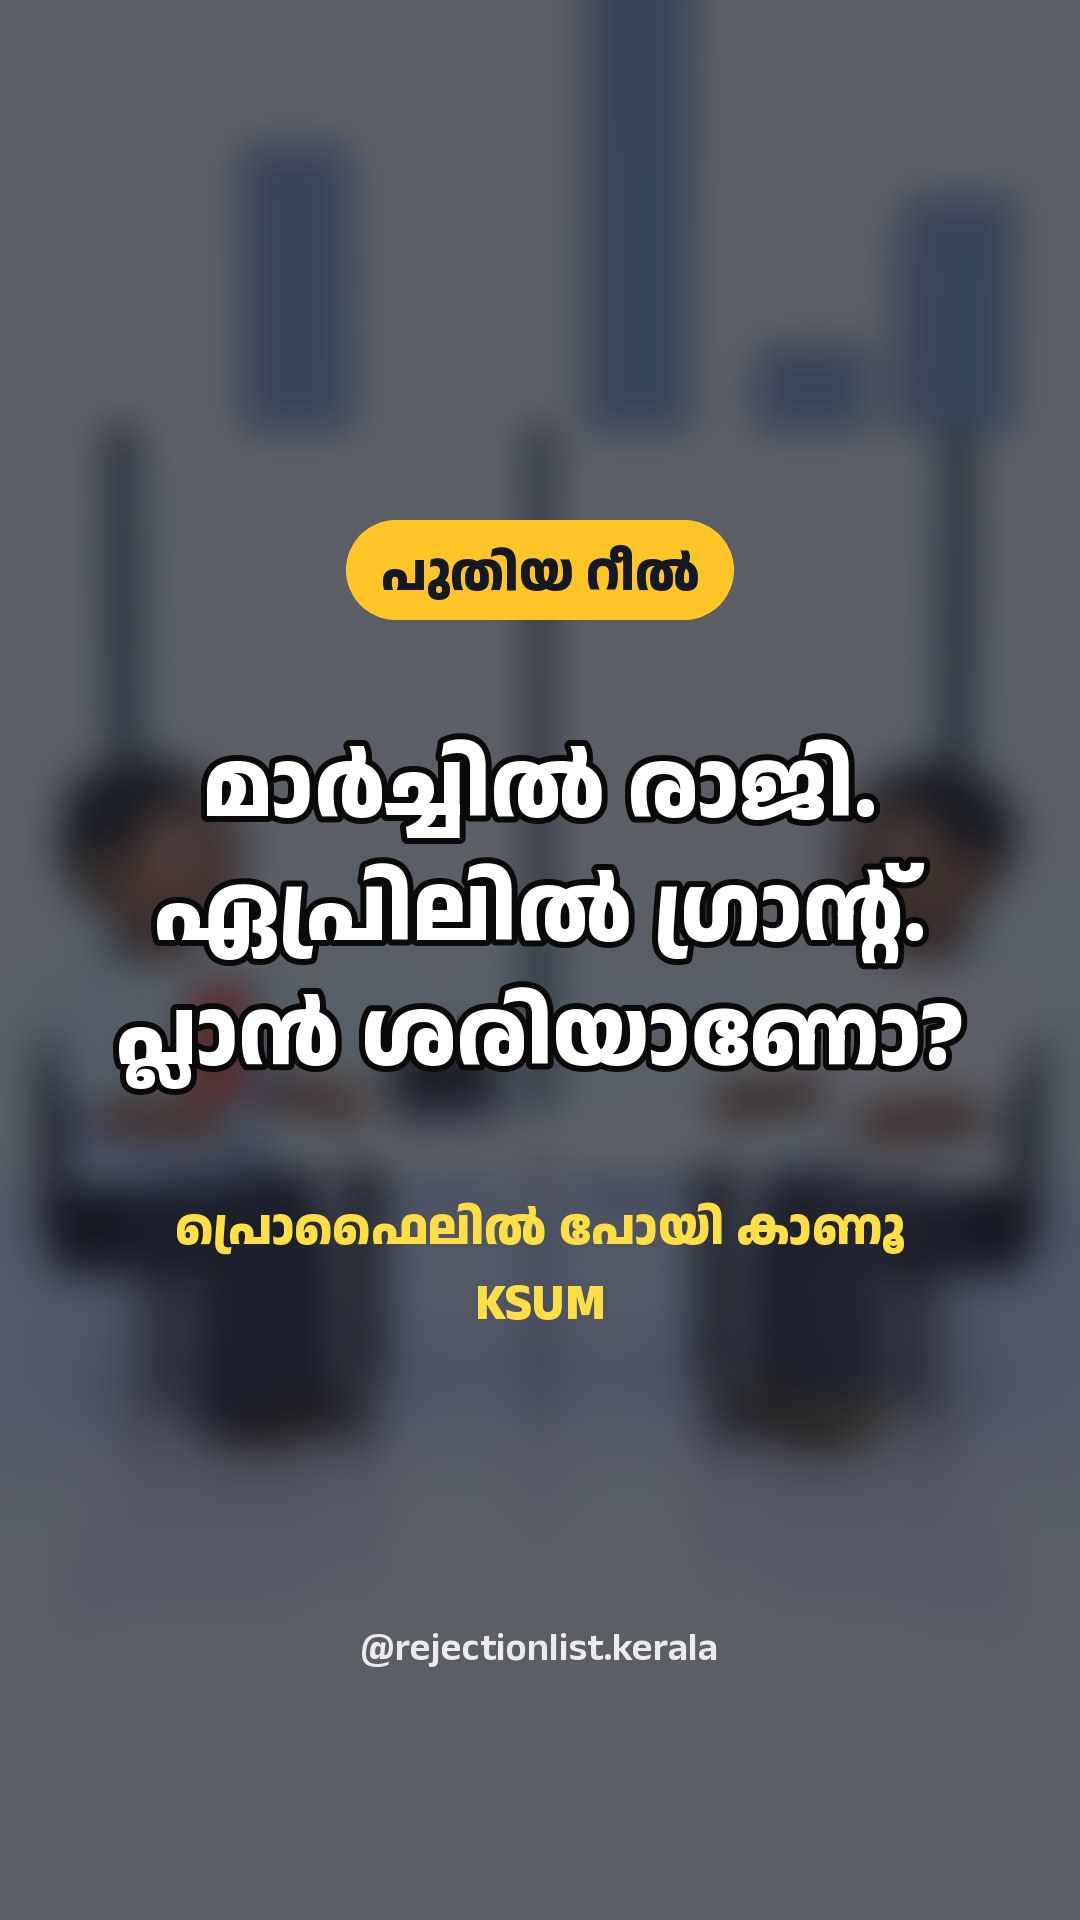 പുതിയ റീൽ
മാർച്ചിൽ രാജി.
ഏപ്രിലിൽ ഗ്രാന്റ്.
പ്ലാൻ ശരിയാണോ?
പ്രൊഫൈലിൽ പോയി കാണൂ
KSUM
@rejectionlist.kerala